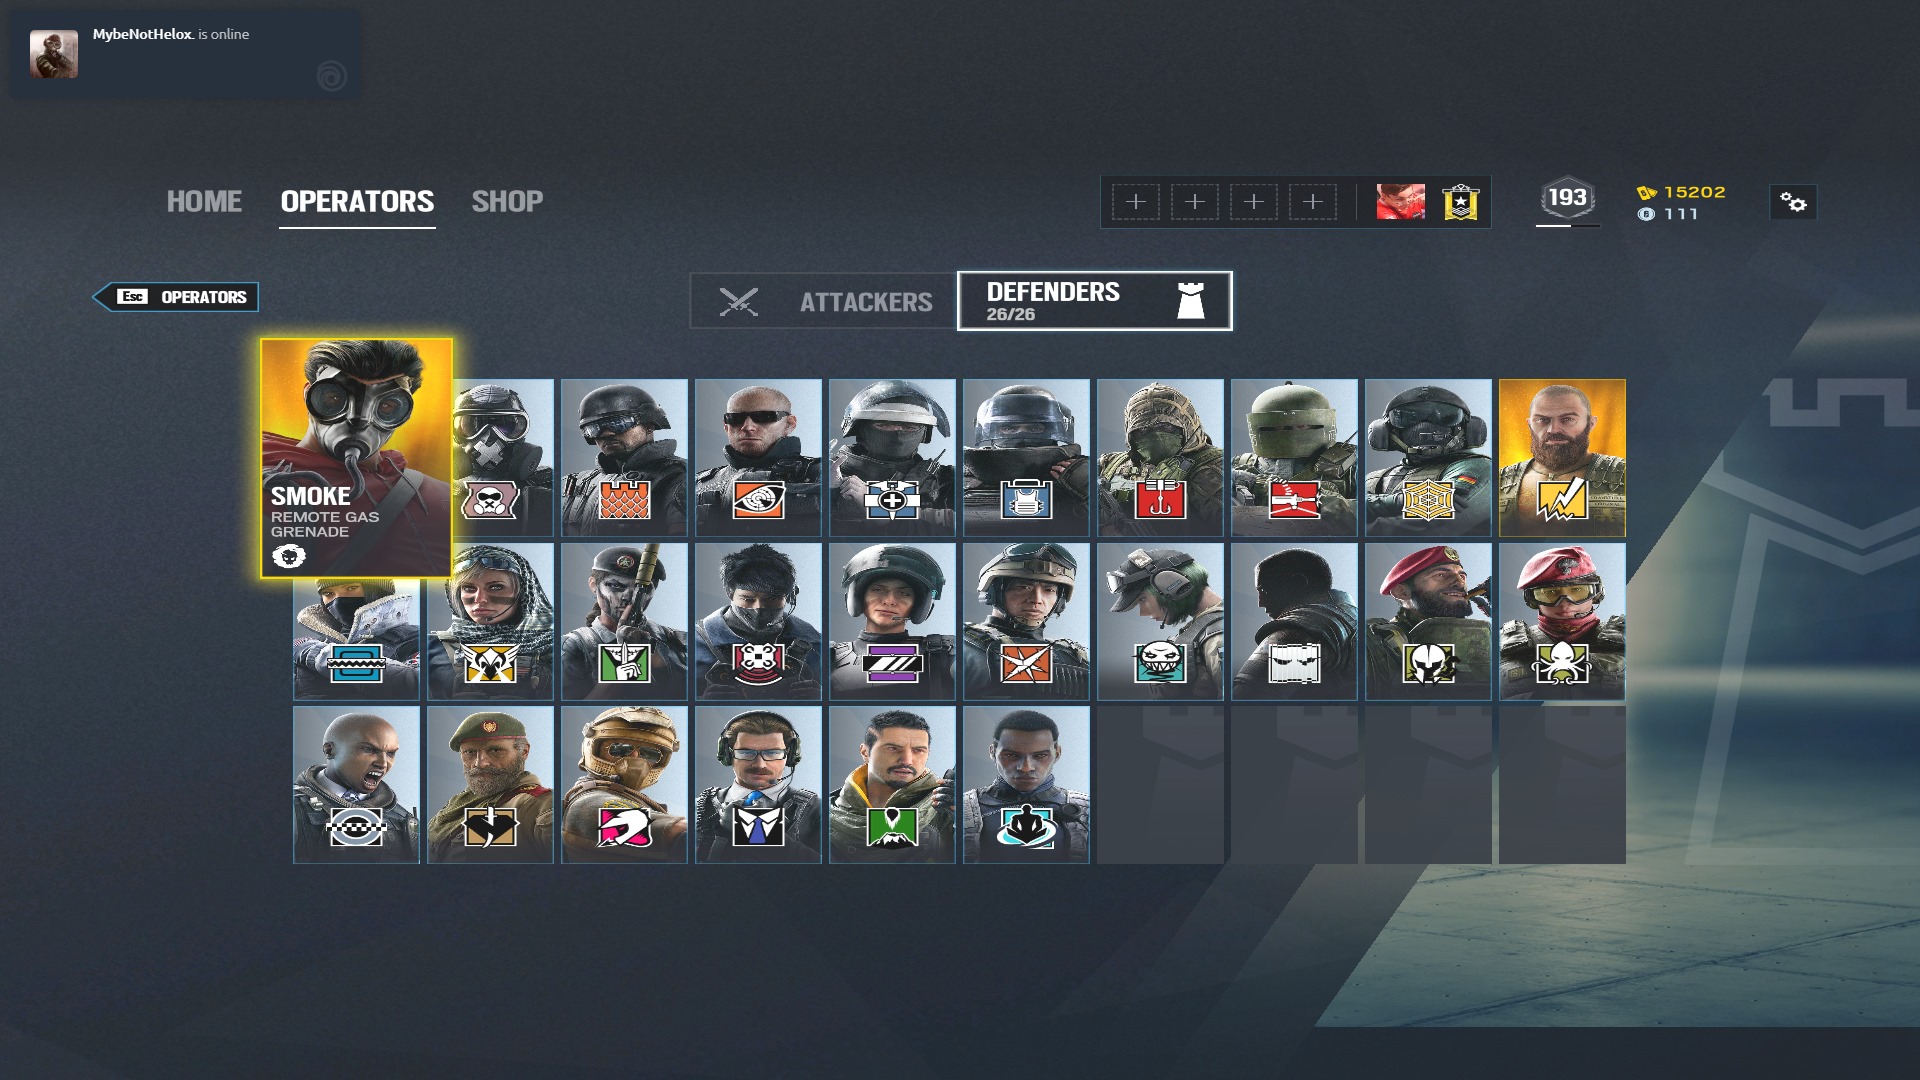 MybeNotHelox. is online
HOME OPERATORS SHOP
193
15202
111
Esc OPERATORS
ATTACKERS
DEFENDERS
26/26
SMOKE
REMOTE GAS
GRENADE